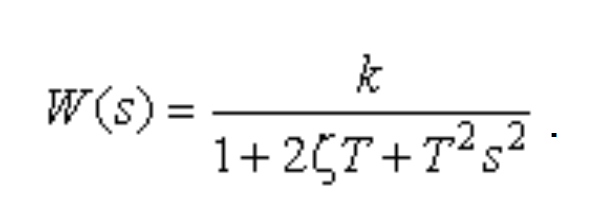 W(s) = k / (1 + 2ζT + T²s²) .